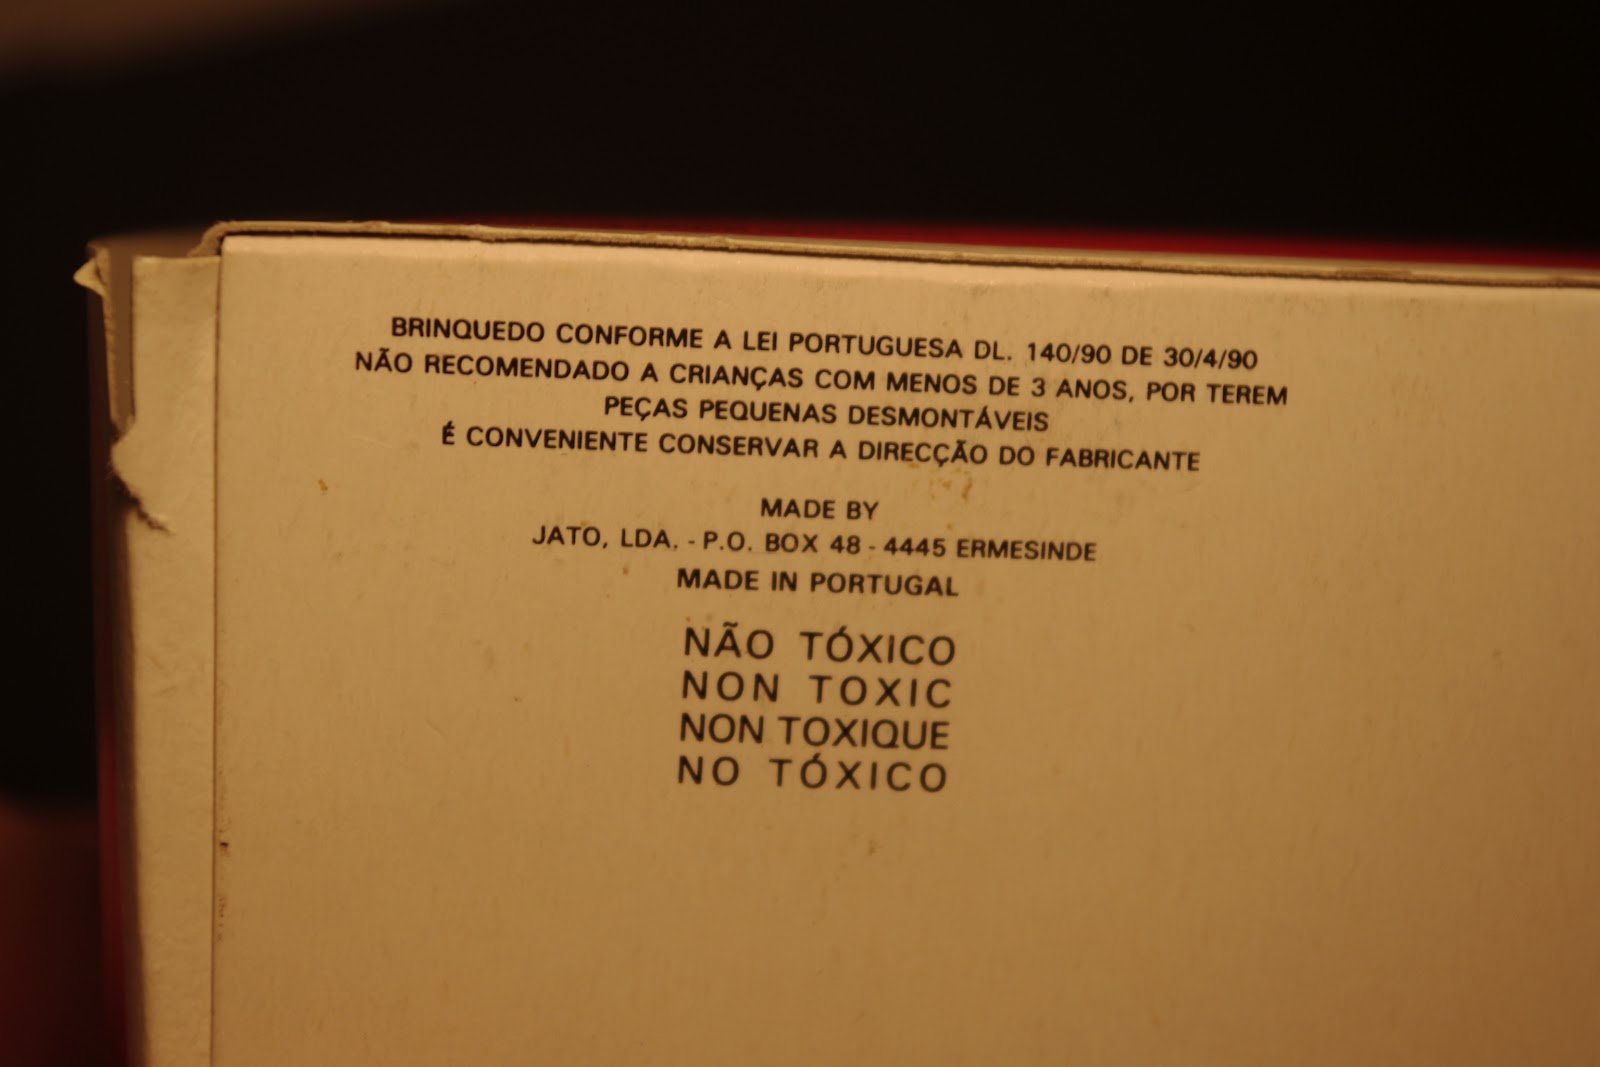 BRINQUEDO CONFORME A LEI PORTUGUESA DL. 140/90 DE 30/4/90
NÃO RECOMENDADO A CRIANÇAS COM MENOS DE 3 ANOS, POR TEREM
PEÇAS PEQUENAS DESMONTÁVEIS
É CONVENIENTE CONSERVAR A DIRECÇÃO DO FABRICANTE
MADE BY
JATO, LDA. - P.O. BOX 48 - 4445 ERMESINDE
MADE IN PORTUGAL
NÃO TÓXICO
NON TOXIC
NON TOXIQUE
NO TÓXICO